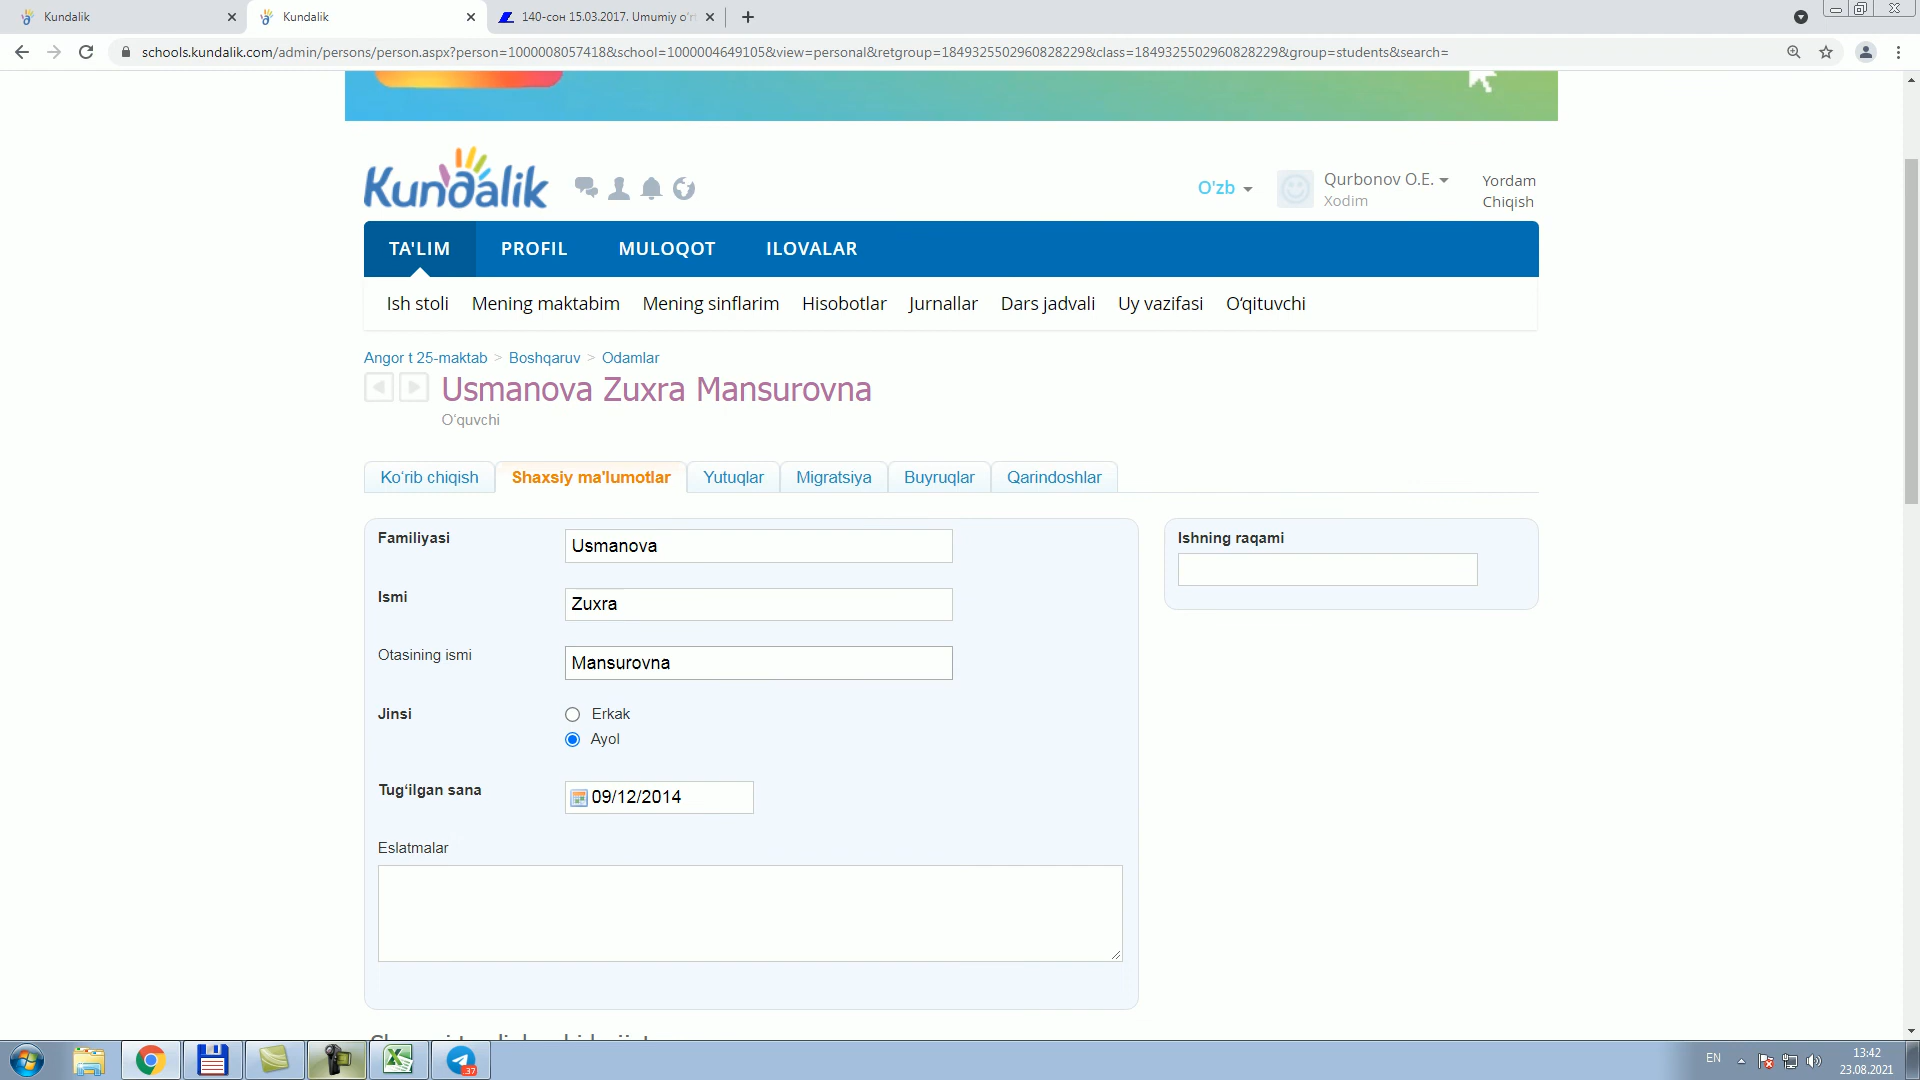 Kundalik
Kundalik
140-сон 15.03.2017. Umumiy o'r
schools.kundalik.com/admin/persons/person.aspx?person=1000008057418&school=1000004649105&view=personal&retgroup=1849325502960828229&class=1849325502960828229&group=students&search=
Kundalik
O'zb
Qurbonov O.E.
Xodim
Yordam
Chiqish
TA'LIM PROFIL MULOQOT ILOVALAR
Ish stoli Mening maktabim Mening sinflarim Hisobotlar Jurnallar Dars jadvali Uy vazifasi O‘qituvchi
Angor t 25-maktab > Boshqaruv > Odamlar
Usmanova Zuxra Mansurovna
O‘quvchi
Ko‘rib chiqish Shaxsiy ma'lumotlar Yutuqlar Migratsiya Buyruqlar Qarindoshlar
Familiyasi Usmanova
Ishning raqami
Ismi Zuxra
Otasining ismi Mansurovna
Jinsi Erkak
Ayol
Tug‘ilgan sana 09/12/2014
Eslatmalar
37
EN
13:42
23.08.2021